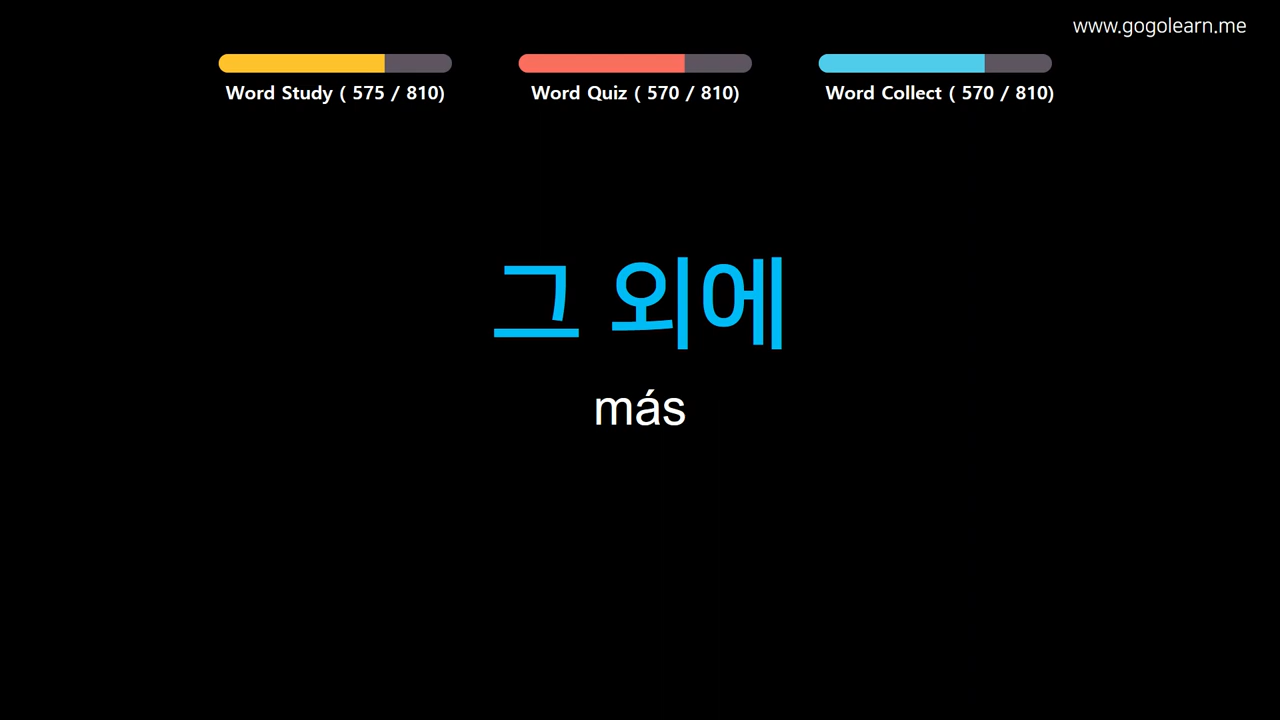 www.gogolearn.me
Word Study ( 575 / 810)
Word Quiz ( 570 / 810)
Word Collect ( 570 / 810)
그 외에
más